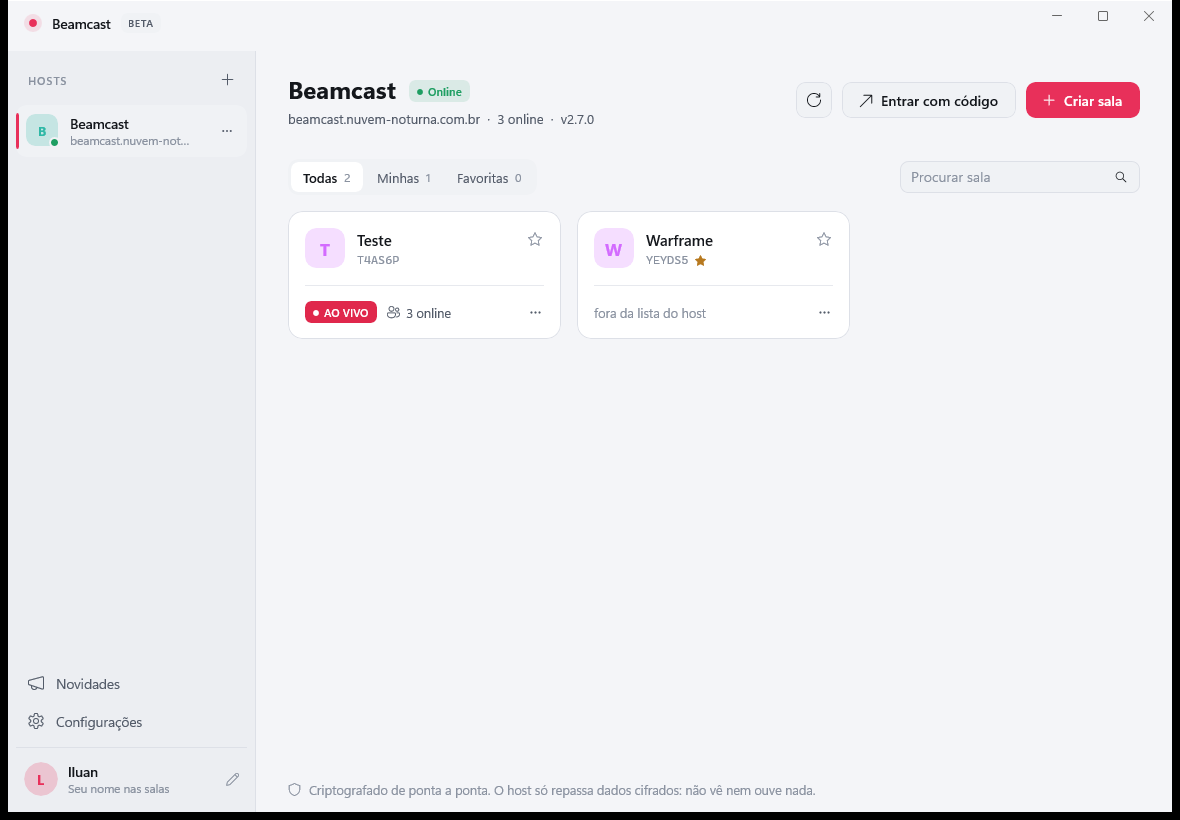 Beamcast BETA
HOSTS
B
Beamcast
beamcast.nuvem-not...
Novidades
Configurações
L
lluan
Seu nome nas salas
Beamcast
Online
beamcast.nuvem-noturna.com.br · 3 online · v2.7.0
Entrar com código
Criar sala
Todas 2
Minhas 1
Favoritas 0
Procurar sala
T
Teste
T4AS6P
AO VIVO
3 online
W
Warframe
YEYDS5
fora da lista do host
Criptografado de ponta a ponta. O host só repassa dados cifrados: não vê nem ouve nada.